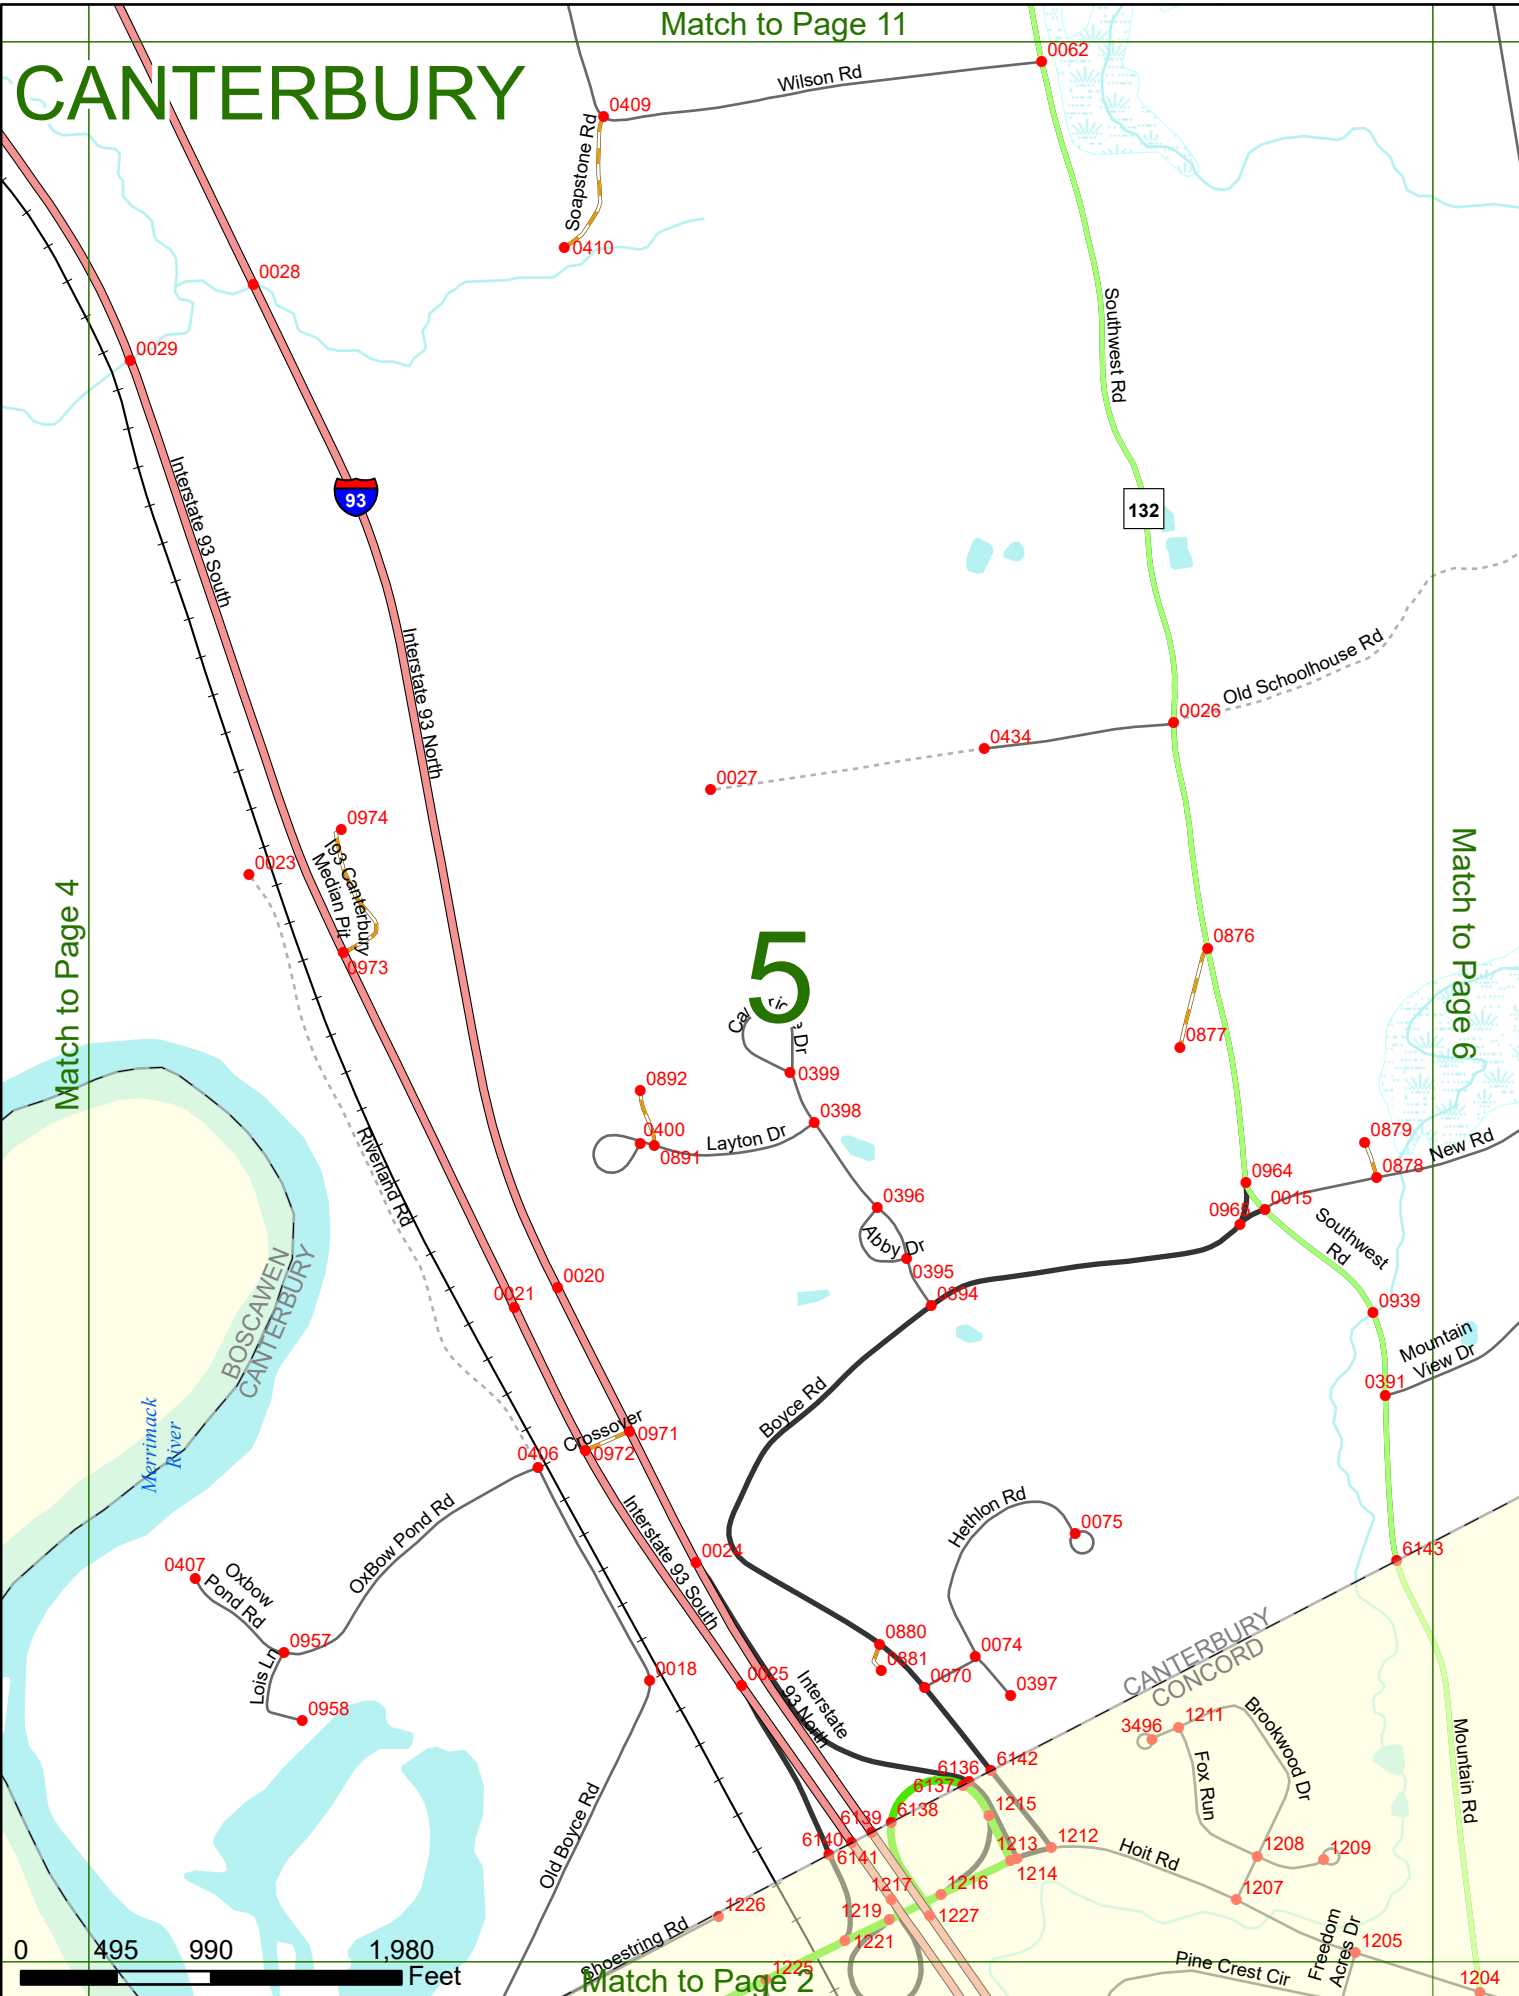 Match to Page 11
CANTERBURY
0062
Wilson Rd
0409
Soapstone Rd
0410
0028
0029
Southwest Rd
Interstate 93 South
93
132
Interstate 93 North
Old Schoolhouse Rd
0026
0434
0027
0974
I93 Canterbury
Median Pit
0023
0973
Match to Page 4
Match to Page 6
5
0876
0877
Dr
0399
0892
0398
0400
0891
Layton Dr
0879
0878
New Rd
0964
0015
0965
0396
Abby Dr
0395
0394
Southwest
Rd
Riverland Rd
BOSCAWEN
CANTERBURY
0020
0021
0939
Mountain
View Dr
0391
Boyce Rd
Merrimack
River
Crossover
0971
0972
0406
OxBow Pond Rd
Hethlon Rd
0075
Interstate 93 South
0024
6143
0407
Oxbow
Pond Rd
0957
Lois Ln
0958
0018
0025
Interstate
93 North
0880
0881
0074
0070
0397
CANTERBURY
CONCORD
3496
1211
Brookwood Dr
Fox Run
Mountain Rd
6142
6136
6137
6138
6139
6140
6141
1215
1213
1212
1214
Hoit Rd
1208
1209
1207
Old Boyce Rd
1216
1217
1219
1227
1226
1221
Shoestring Rd
1225
Freedom
Acres Dr
1205
Pine Crest Cir
1204
0 495 990 1,980
Feet
Match to Page 2